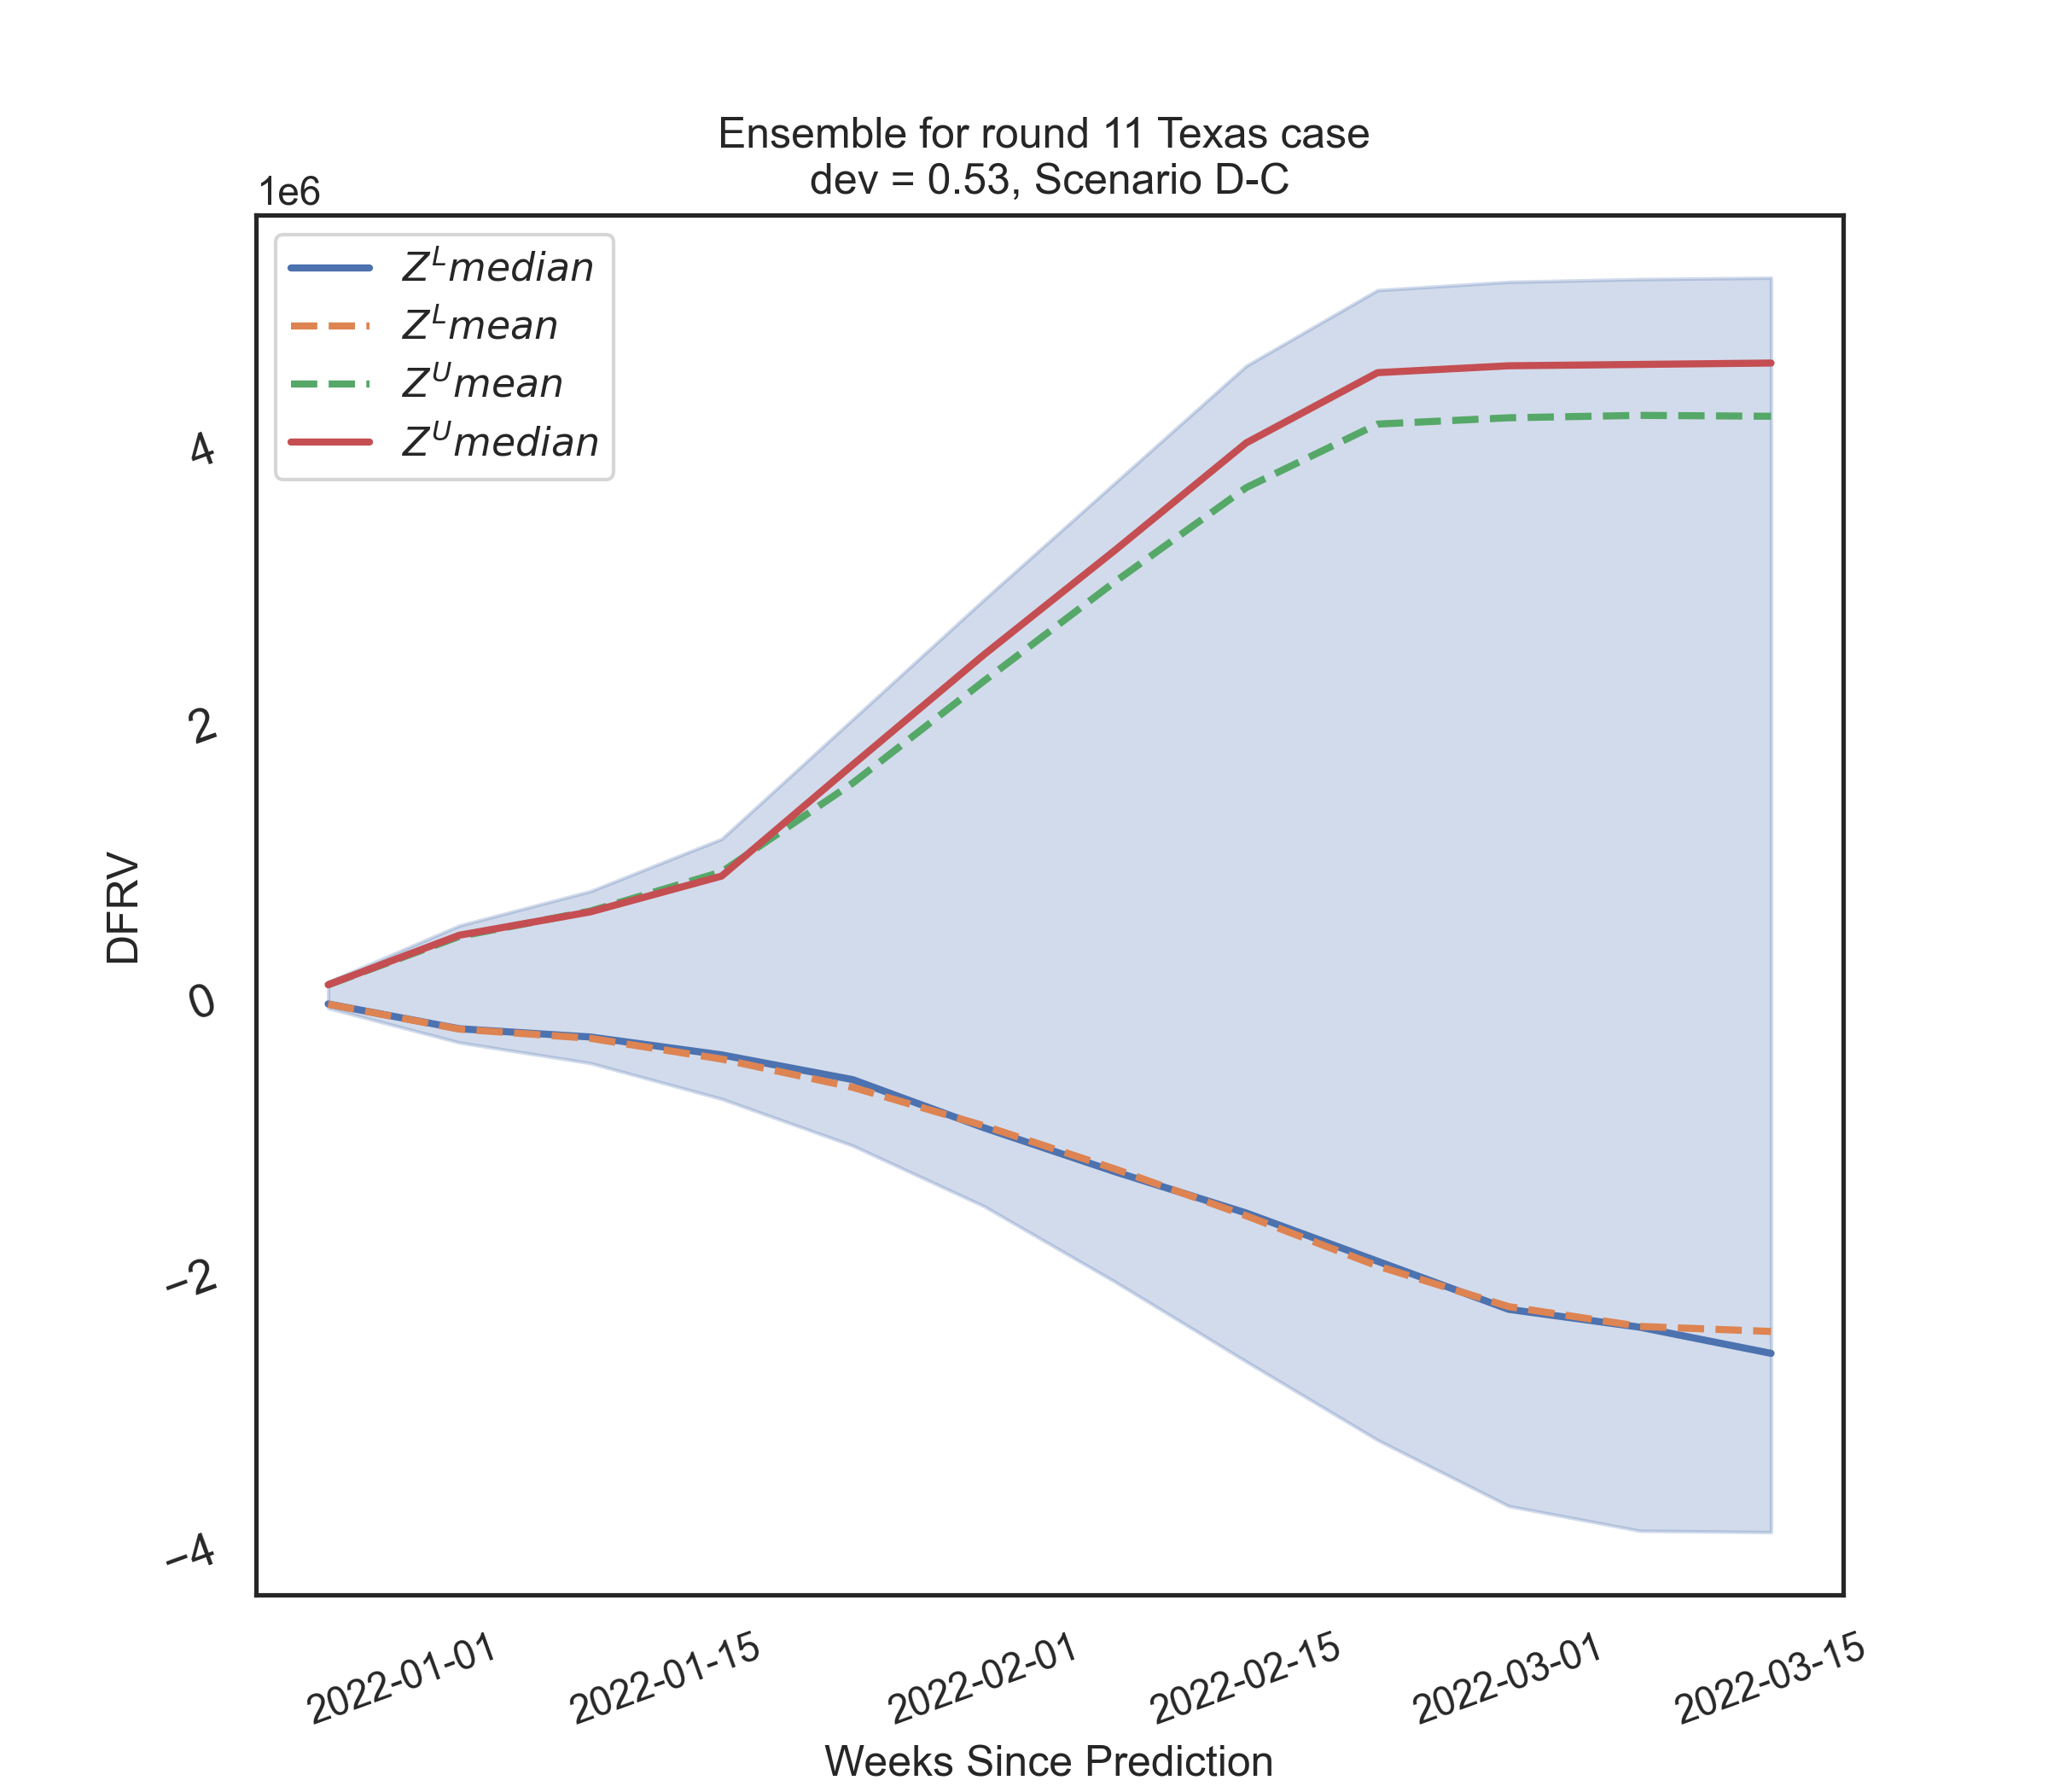 Ensemble for round 11 Texas case
dev = 0.53, Scenario D-C
1e6
Z^L median
Z^L mean
Z^U mean
Z^U median
4
2
0
−2
−4
DFRV
2022-01-01
2022-01-15
2022-02-01
2022-02-15
2022-03-01
2022-03-15
Weeks Since Prediction